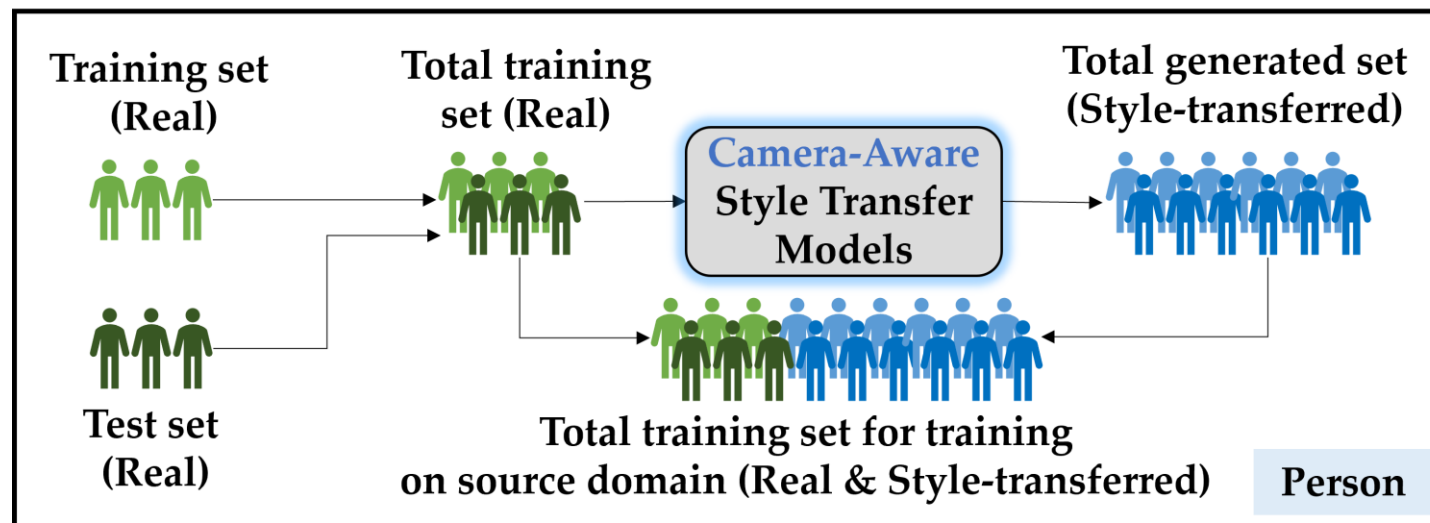 Training set
(Real)
Total training
set (Real)
Camera-Aware
Style Transfer
Models
Total generated set
(Style-transferred)
Test set
(Real)
Total training set for training
on source domain (Real & Style-transferred)
Person